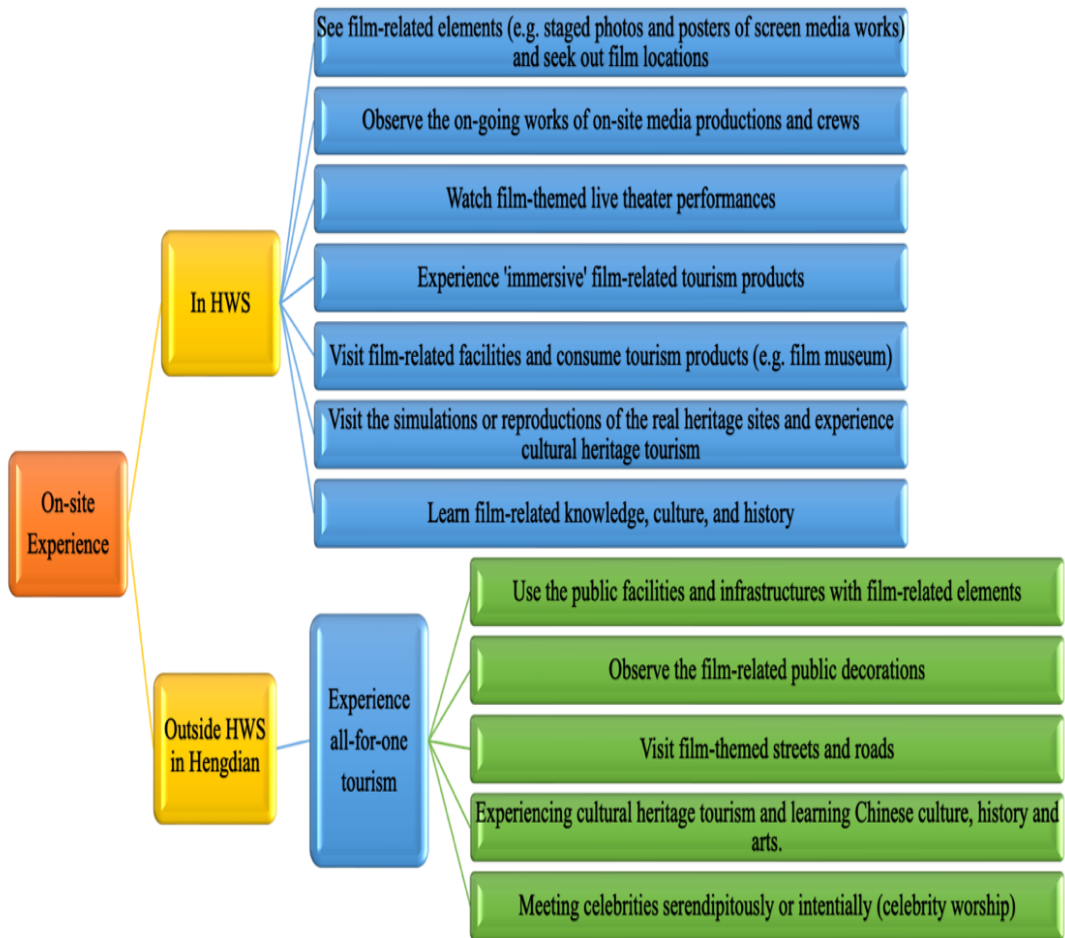 See film-related elements (e.g. staged photos and posters of screen media works)
and seek out film locations
Observe the on-going works of on-site media productions and crews
Watch film-themed live theater performances
In HWS
Experience 'immersive' film-related tourism products
Visit film-related facilities and consume tourism products (e.g. film museum)
Visit the simulations or reproductions of the real heritage sites and experience
cultural heritage tourism
Learn film-related knowledge, culture, and history
On-site
Experience
Outside HWS
in Hengdian
Experience
all-for-one
tourism
Use the public facilities and infrastructures with film-related elements
Observe the film-related public decorations
Visit film-themed streets and roads
Experiencing cultural heritage tourism and learning Chinese culture, history and
arts.
Meeting celebrities serendipitously or intentially (celebrity worship)